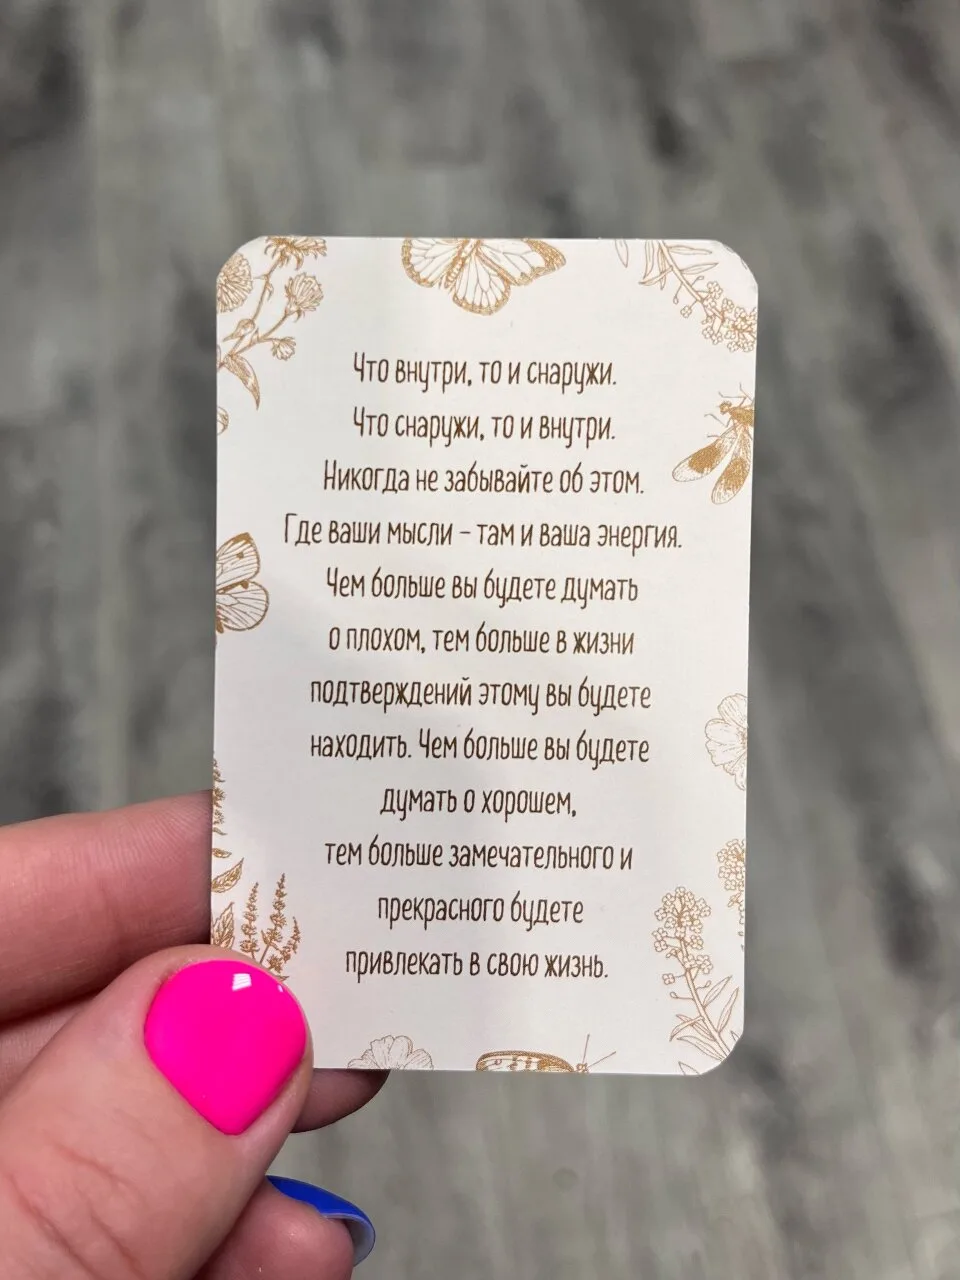 Что внутри, то и снаружи.
Что снаружи, то и внутри.
Никогда не забывайте об этом.
Где ваши мысли – там и ваша энергия.
Чем больше вы будете думать
о плохом, тем больше в жизни
подтверждений этому вы будете
находить. Чем больше вы будете
думать о хорошем,
тем больше замечательного и
прекрасного будете
привлекать в свою жизнь.